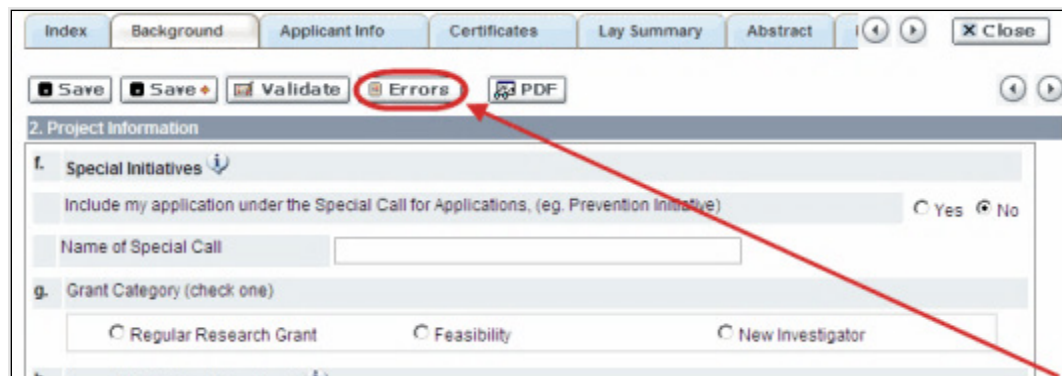 Index Background Applicant Info Certificates Lay Summary Abstract Close
Save Save Validate Errors PDF
2. Project Information
f. Special Initiatives
Include my application under the Special Call for Applications, (eg. Prevention Initiative) Yes No
Name of Special Call
g. Grant Category (check one)
Regular Research Grant Feasibility New Investigator